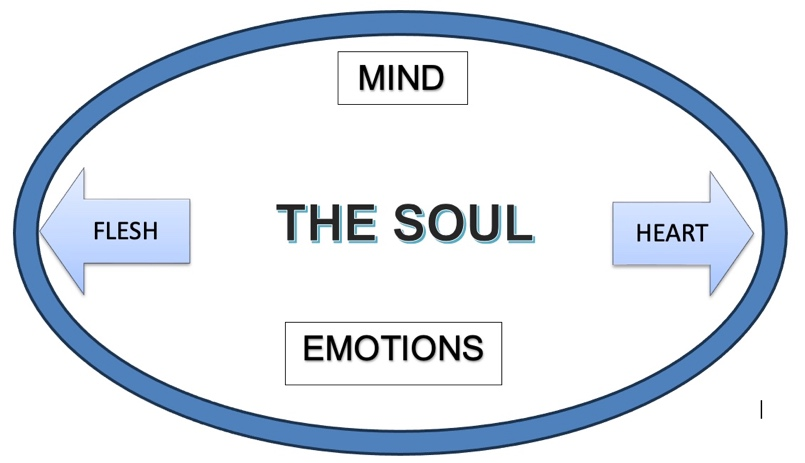 MIND
FLESH
THE SOUL
HEART
EMOTIONS